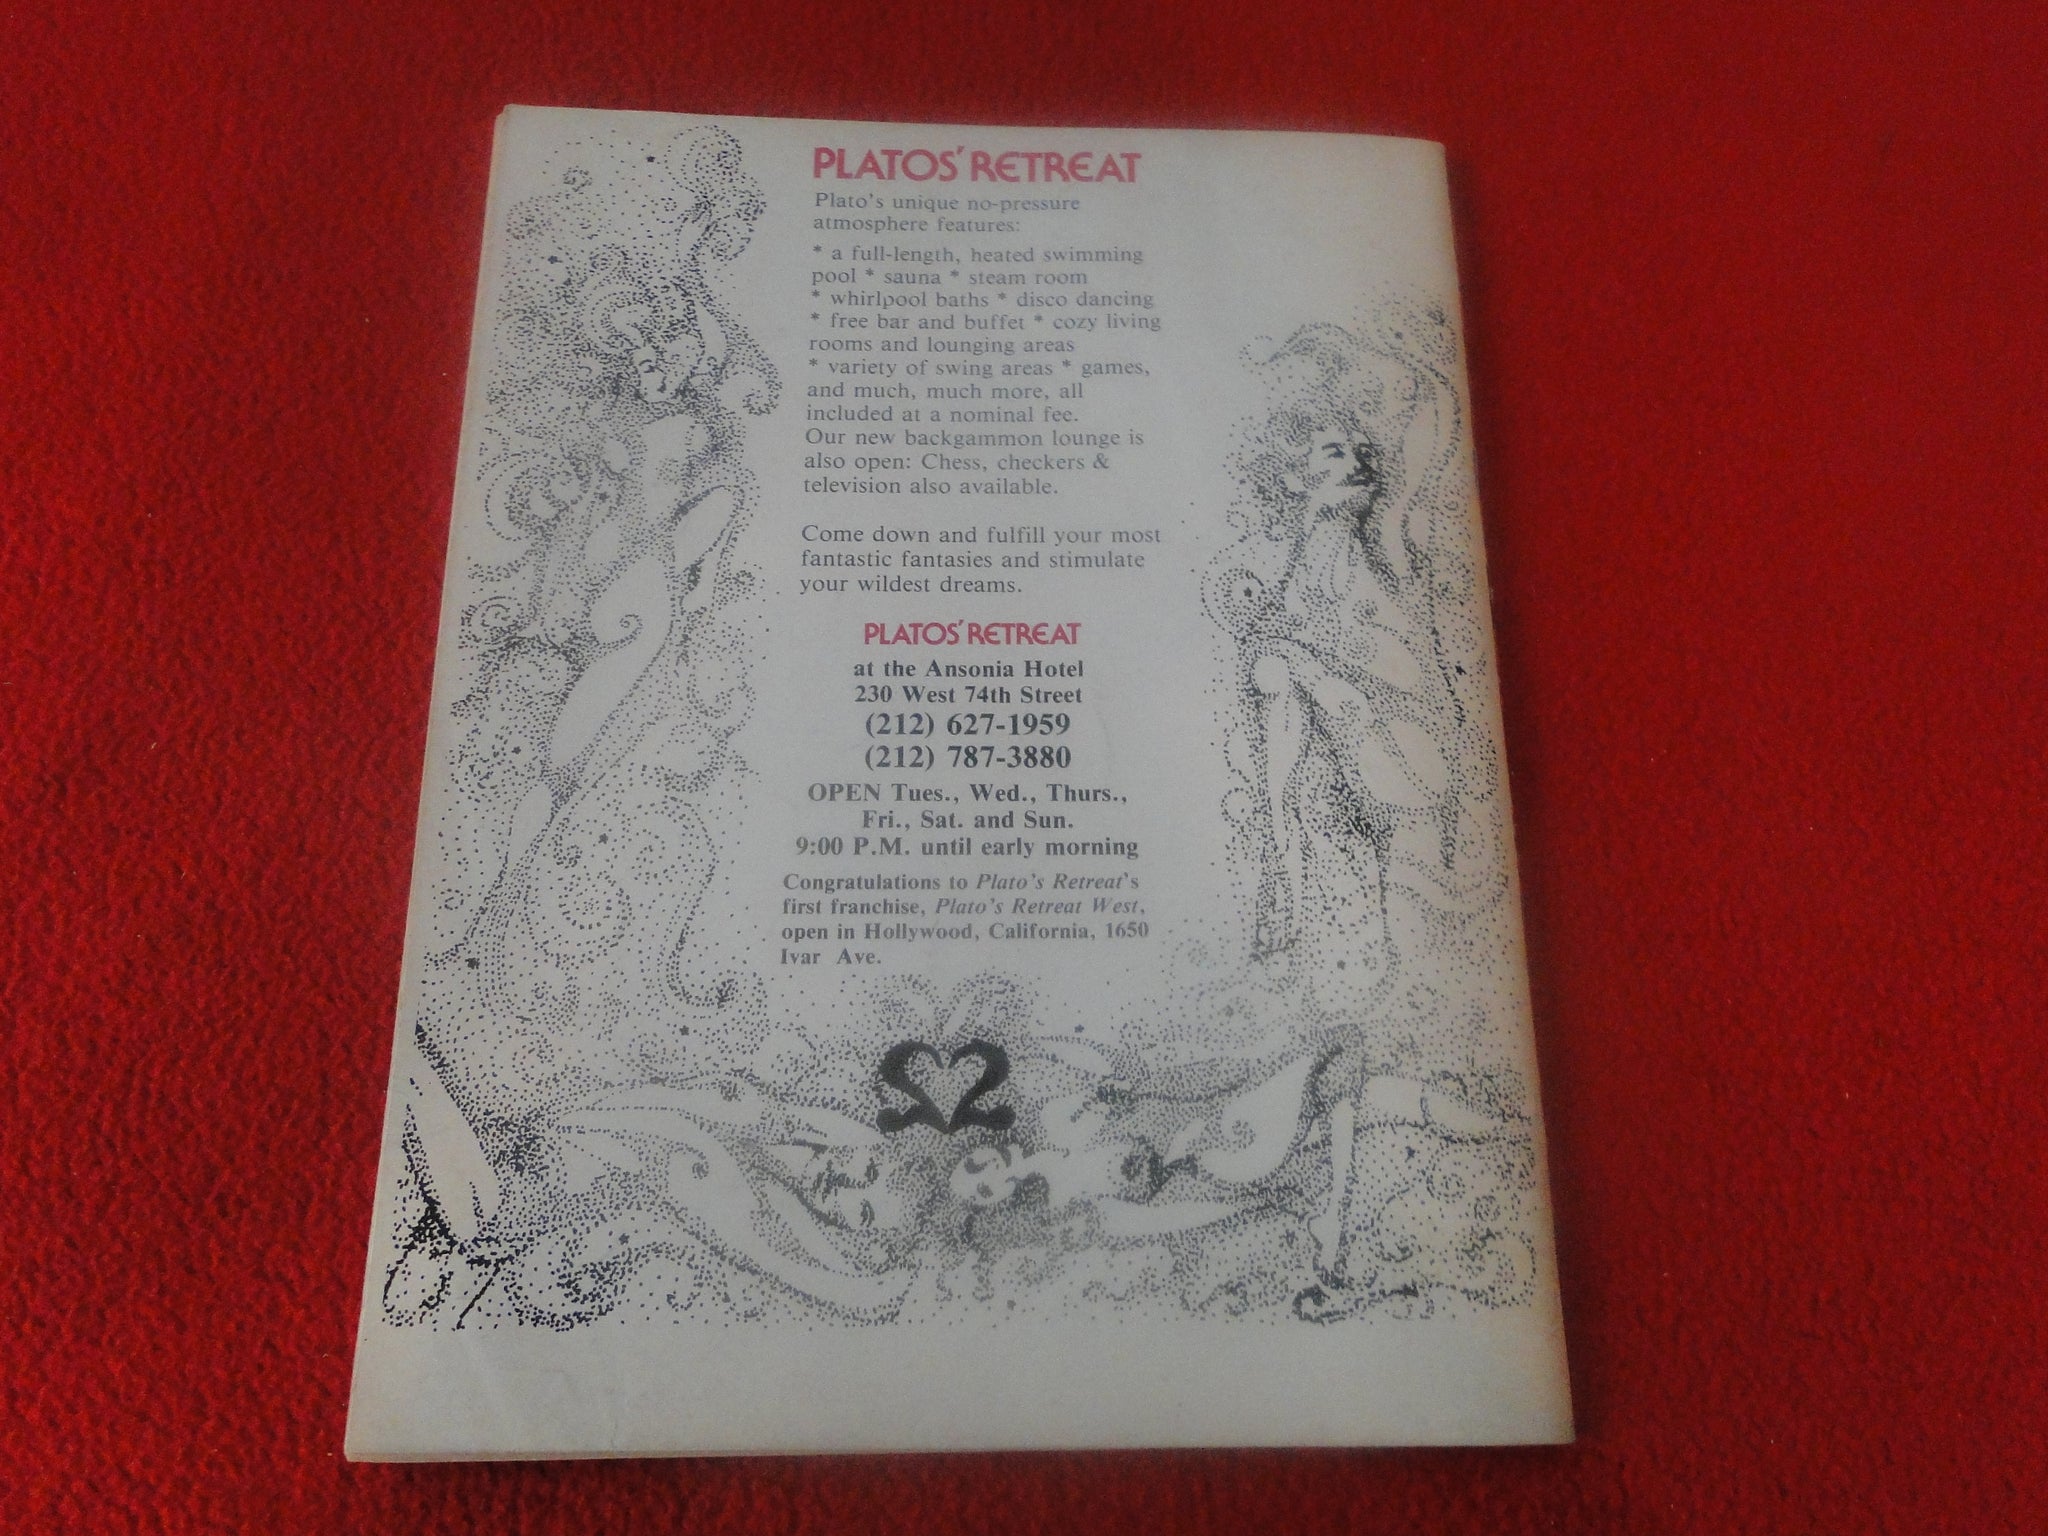 PLATOS' RETREAT
Plato's unique no-pressure
atmosphere features:
* a full-length, heated swimming
pool * sauna * steam room
* whirlpool baths * disco dancing
* free bar and buffet * cozy living
rooms and lounging areas
* variety of swing areas * games,
and much, much more, all
included at a nominal fee.
Our new backgammon lounge is
also open: Chess, checkers &
television also available.
Come down and fulfill your most
fantastic fantasies and stimulate
your wildest dreams.
PLATOS' RETREAT
at the Ansonia Hotel
230 West 74th Street
(212) 627-1959
(212) 787-3880
OPEN Tues., Wed., Thurs.,
Fri., Sat. and Sun.
9:00 P.M. until early morning
Congratulations to Plato's Retreat's
first franchise, Plato's Retreat West,
open in Hollywood, California, 1650
Ivar Ave.